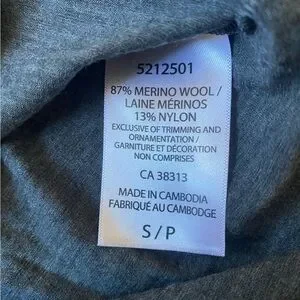 5212501
87% MERINO WOOL /
LAINE MÉRINOS
13% NYLON
EXCLUSIVE OF TRIMMING AND
ORNAMENTATION /
GARNITURE ET DÉCORATION
NON COMPRISES
CA 38313
MADE IN CAMBODIA
FABRIQUÉ AU CAMBODGE
S / P